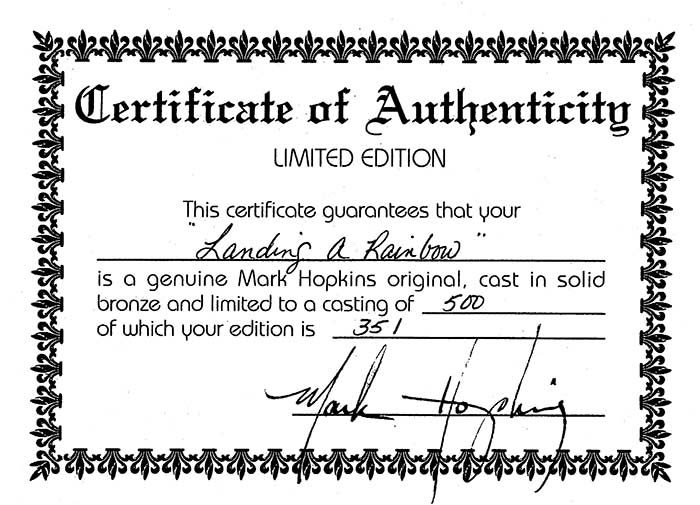 Certificate of Authenticity
LIMITED EDITION
This certificate guarantees that your
"Landing A Rainbow"
is a genuine Mark Hopkins original, cast in solid
bronze and limited to a casting of 500
of which your edition is 351
Mark Hopkins